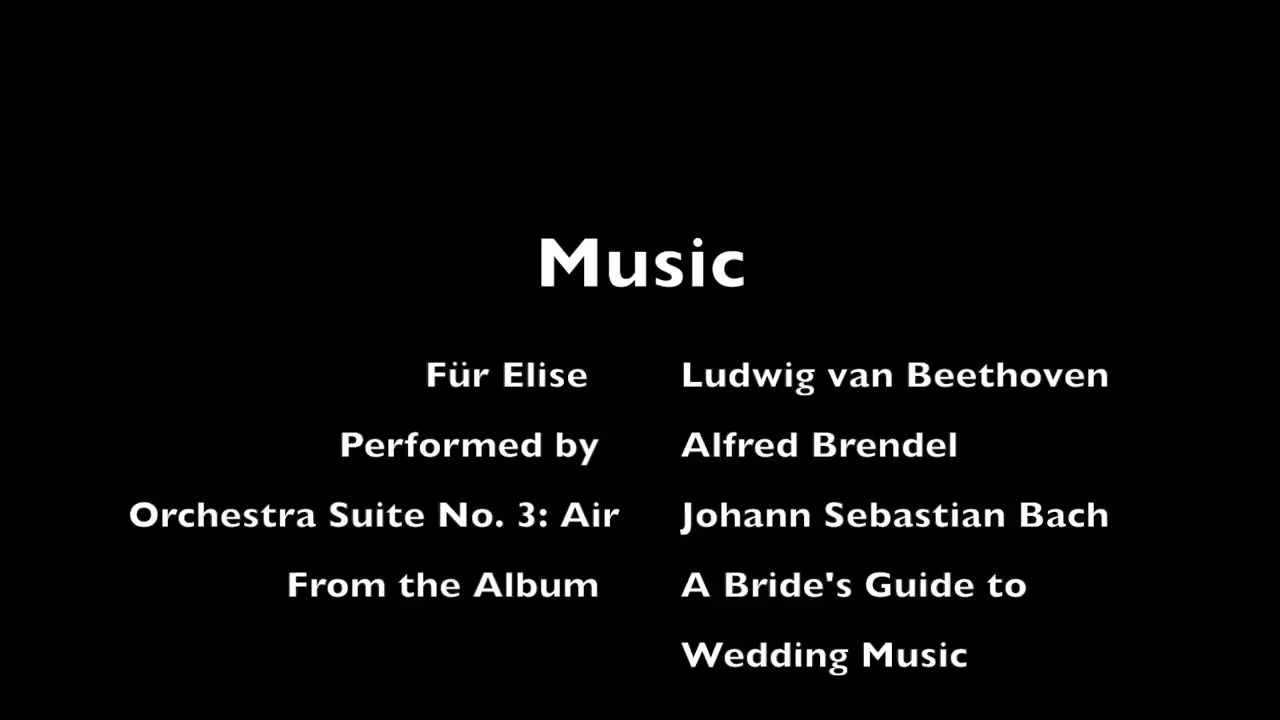 Music
Für Elise Ludwig van Beethoven
Performed by Alfred Brendel
Orchestra Suite No. 3: Air Johann Sebastian Bach
From the Album A Bride's Guide to
Wedding Music